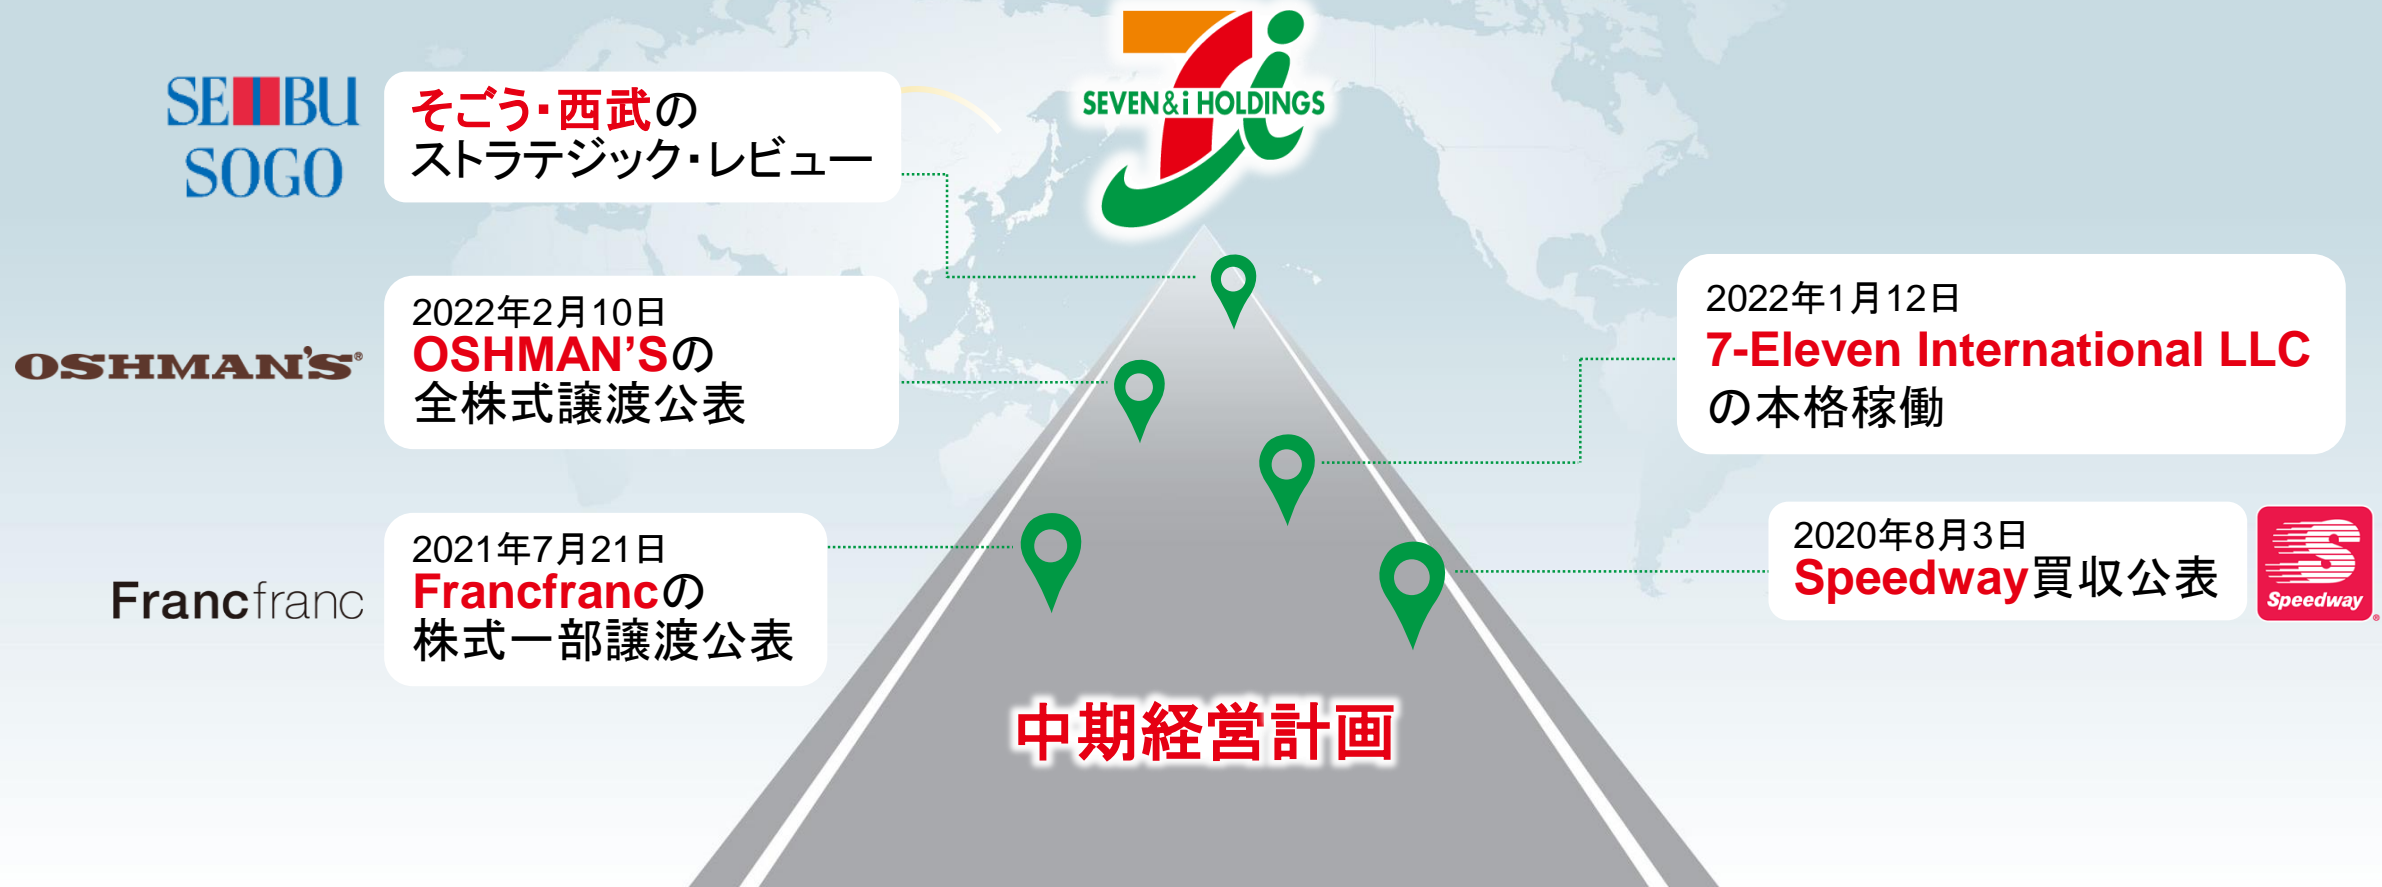 SEVEN&i HOLDINGS
SEIBU
SOGO
そごう・西武の
ストラテジック・レビュー
OSHMAN'S®
2022年2月10日
OSHMAN’Sの
全株式譲渡公表
Francfranc
2021年7月21日
Francfrancの
株式一部譲渡公表
2022年1月12日
7-Eleven International LLC
の本格稼働
2020年8月3日
Speedway買収公表
S
Speedway®
中期経営計画